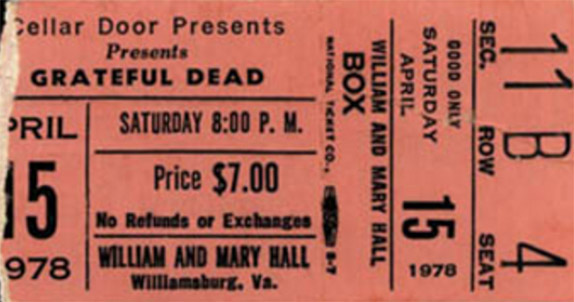 Cellar Door Presents
Presents
GRATEFUL DEAD
PRIL
15
1978
SATURDAY 8:00 P. M.
Price $7.00
No Refunds or Exchanges
WILLIAM AND MARY HALL
Williamsburg, Va.
NATIONAL TICKET CO.,
B-7
BOX
WILLIAM AND MARY HALL
GOOD ONLY
SATURDAY
APRIL
15
1978
SEC. ROW SEAT
11 B 4